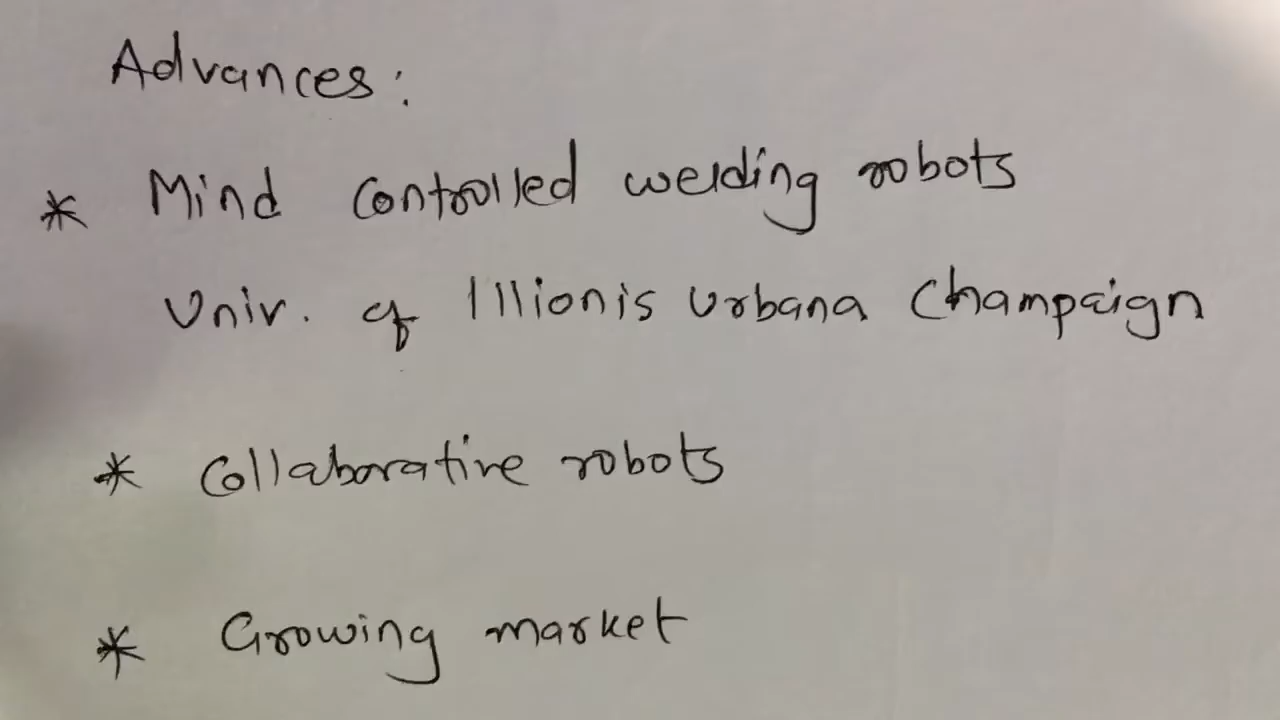 Advances:
* Mind controlled welding robots
Univ. of Illionis Urbana Champaign
* Collaborative robots
* Growing market